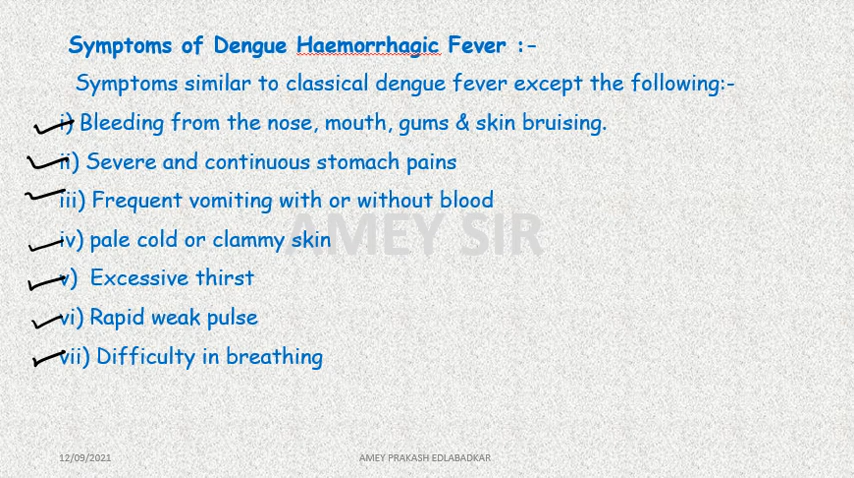 Symptoms of Dengue Haemorrhagic Fever :-
Symptoms similar to classical dengue fever except the following:-
i) Bleeding from the nose, mouth, gums & skin bruising.
ii) Severe and continuous stomach pains
iii) Frequent vomiting with or without blood
AMEY SIR
iv) pale cold or clammy skin
v) Excessive thirst
vi) Rapid weak pulse
vii) Difficulty in breathing
12/09/2021 AMEY PRAKASH EDLABADKAR